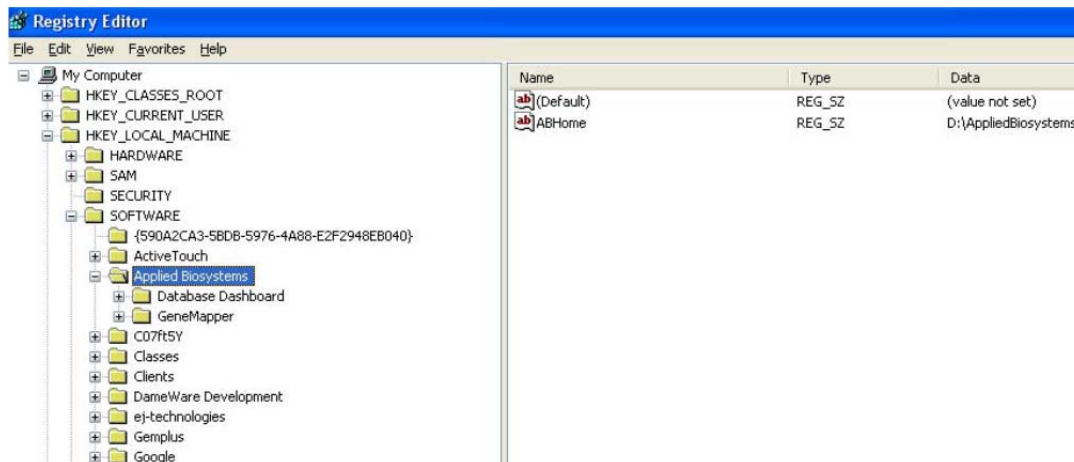 Registry Editor
File Edit View Favorites Help
My Computer
HKEY_CLASSES_ROOT
HKEY_CURRENT_USER
HKEY_LOCAL_MACHINE
HARDWARE
SAM
SECURITY
SOFTWARE
{590A2CA3-5BDB-5976-4A88-E2F2948EB040}
ActiveTouch
Applied Biosystems
Database Dashboard
GeneMapper
C07ft5Y
Classes
Clients
DameWare Development
ej-technologies
Gemplus
Google
Name Type Data
ab (Default) REG_SZ (value not set)
ab ABHome REG_SZ D:\AppliedBiosystems